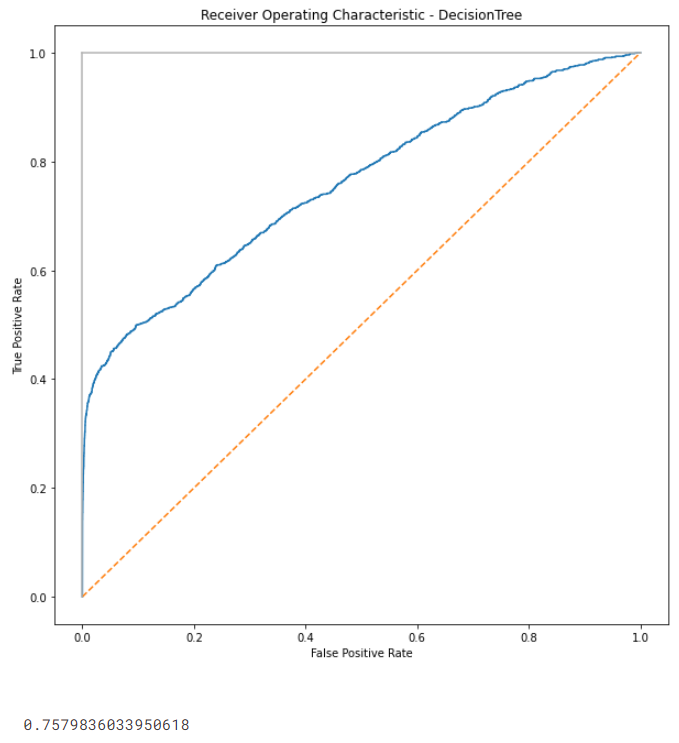 Receiver Operating Characteristic - DecisionTree
1.0
0.8
0.6
0.4
0.2
0.0
True Positive Rate
0.0 0.2 0.4 0.6 0.8 1.0
False Positive Rate
0.7579836033950618